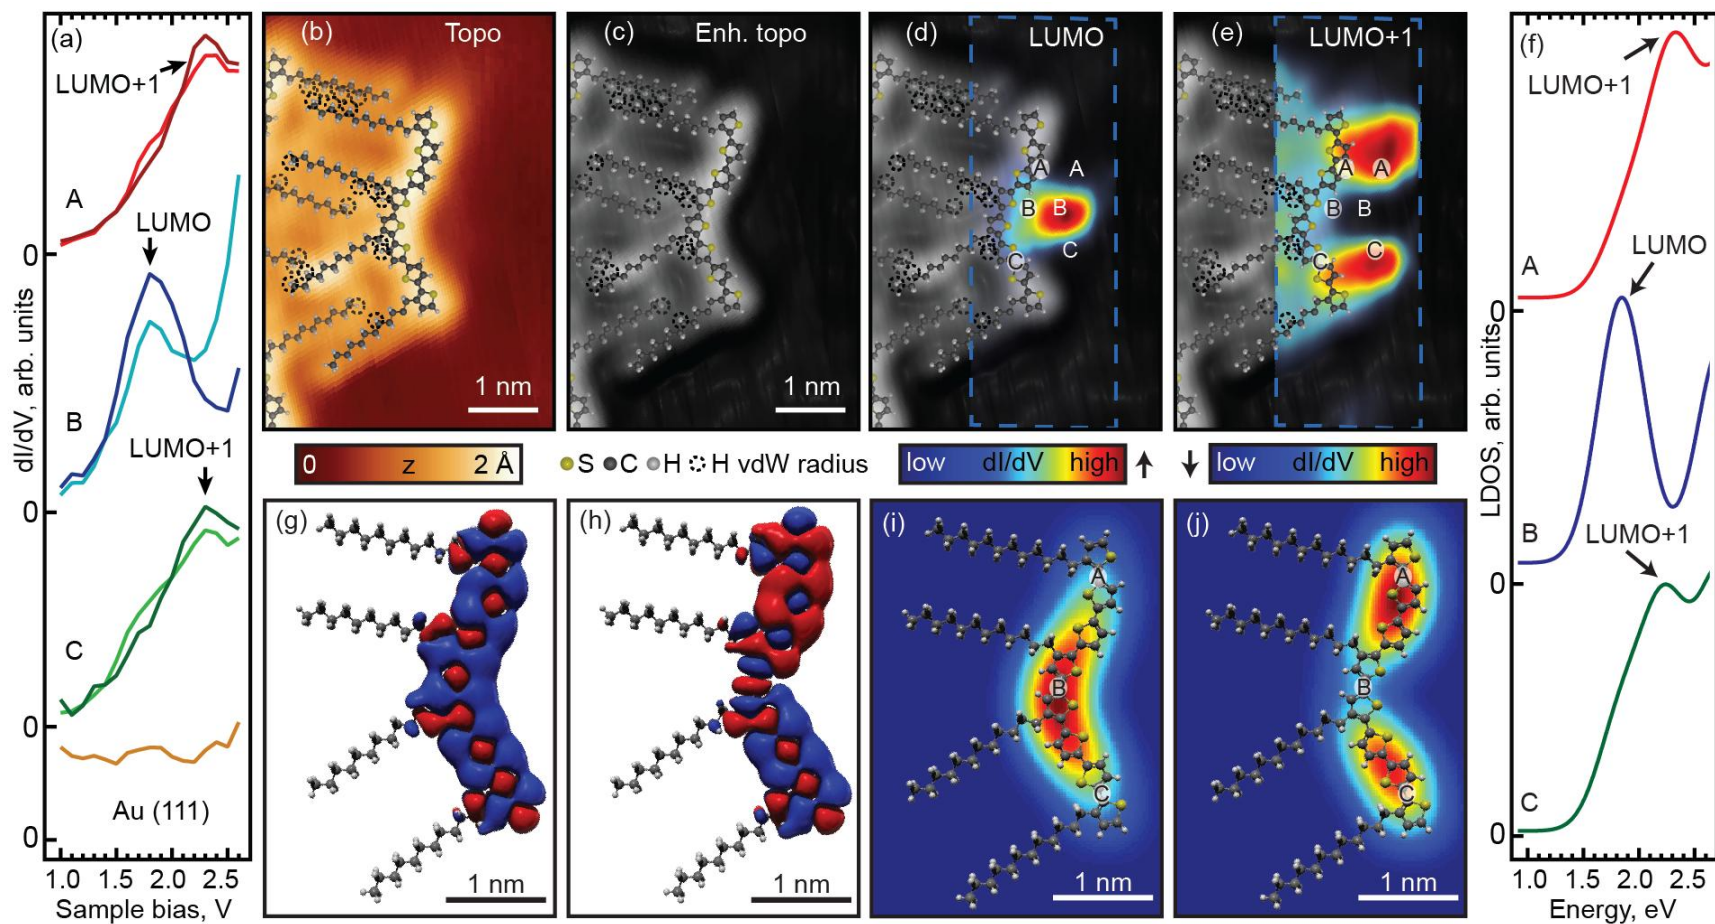 (a)
LUMO+1
A
0
LUMO
B
0
LUMO+1
C
0
Au (111)
0
dI/dV, arb. units
1.0 1.5 2.0 2.5
Sample bias, V
(b) Topo
1 nm
0 z 2 Å
(c) Enh. topo
1 nm
S C H H vdW radius
(d) LUMO
A A
B B
C C
low dI/dV high
(e) LUMO+1
A A
B B
C C
low dI/dV high
(f)
LUMO+1
A
0
LUMO
B
0
LUMO+1
C
0
LDOS, arb. units
1.0 1.5 2.0 2.5
Energy, eV
(g)
1 nm
(h)
1 nm
(i)
A
B
C
1 nm
(j)
A
B
C
1 nm